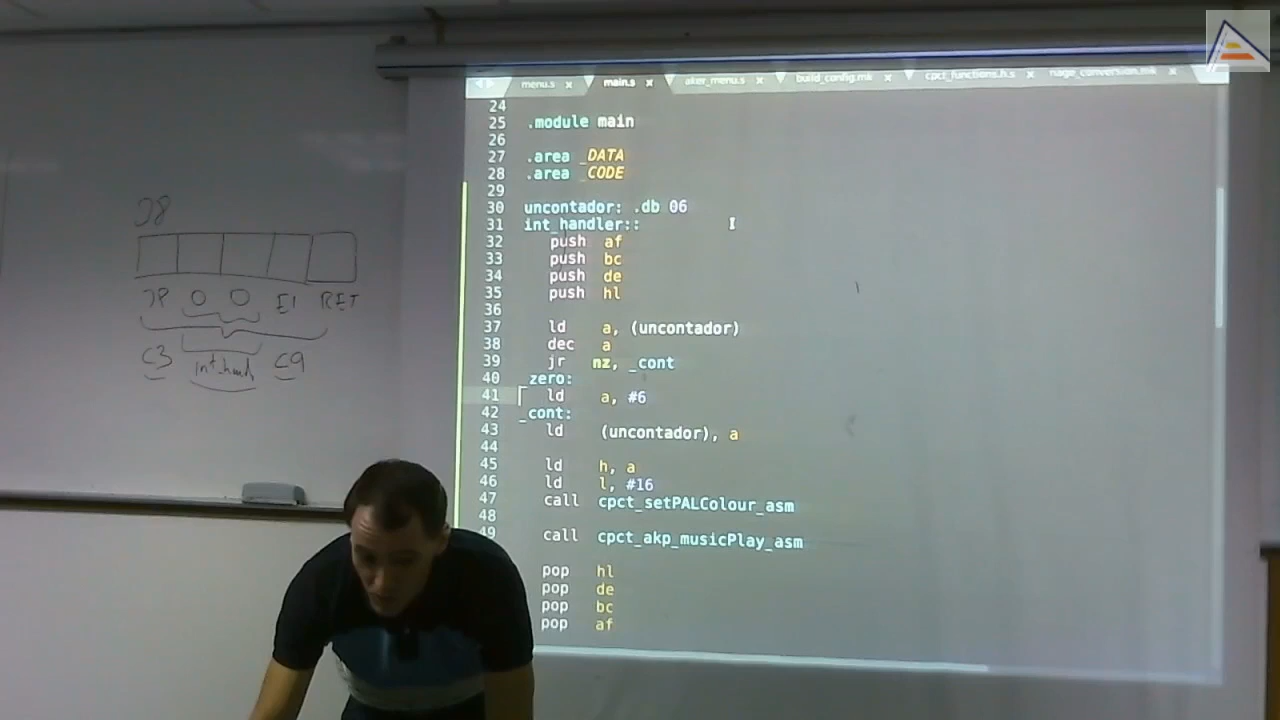 menu.s × main.s × aker_menu.s × build_config.mk × cpct_functions.h.s × nage_conversion.mk ×
24
25 .module main
26
27 .area _DATA
28 .area _CODE
29
30 uncontador: .db 06
31 int_handler::
32 push af
33 push bc
34 push de
35 push hl
36
37 ld a, (uncontador)
38 dec a
39 jr nz, _cont
40 _zero:
41 ld a, #6
42 _cont:
43 ld (uncontador), a
44
45 ld h, a
46 ld l, #16
47 call cpct_setPALColour_asm
48
49 call cpct_akp_musicPlay_asm
pop hl
pop de
pop bc
pop af
38
JP 0 0 EI RET
C3 int_hand C9